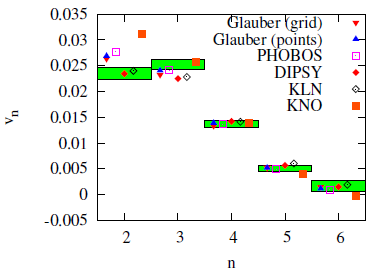 0.035
0.03
0.025
0.02
0.015
0.01
0.005
0
-0.005
vn
Glauber (grid)
Glauber (points)
PHOBOS
DIPSY
KLN
KNO
2 3 4 5 6
n